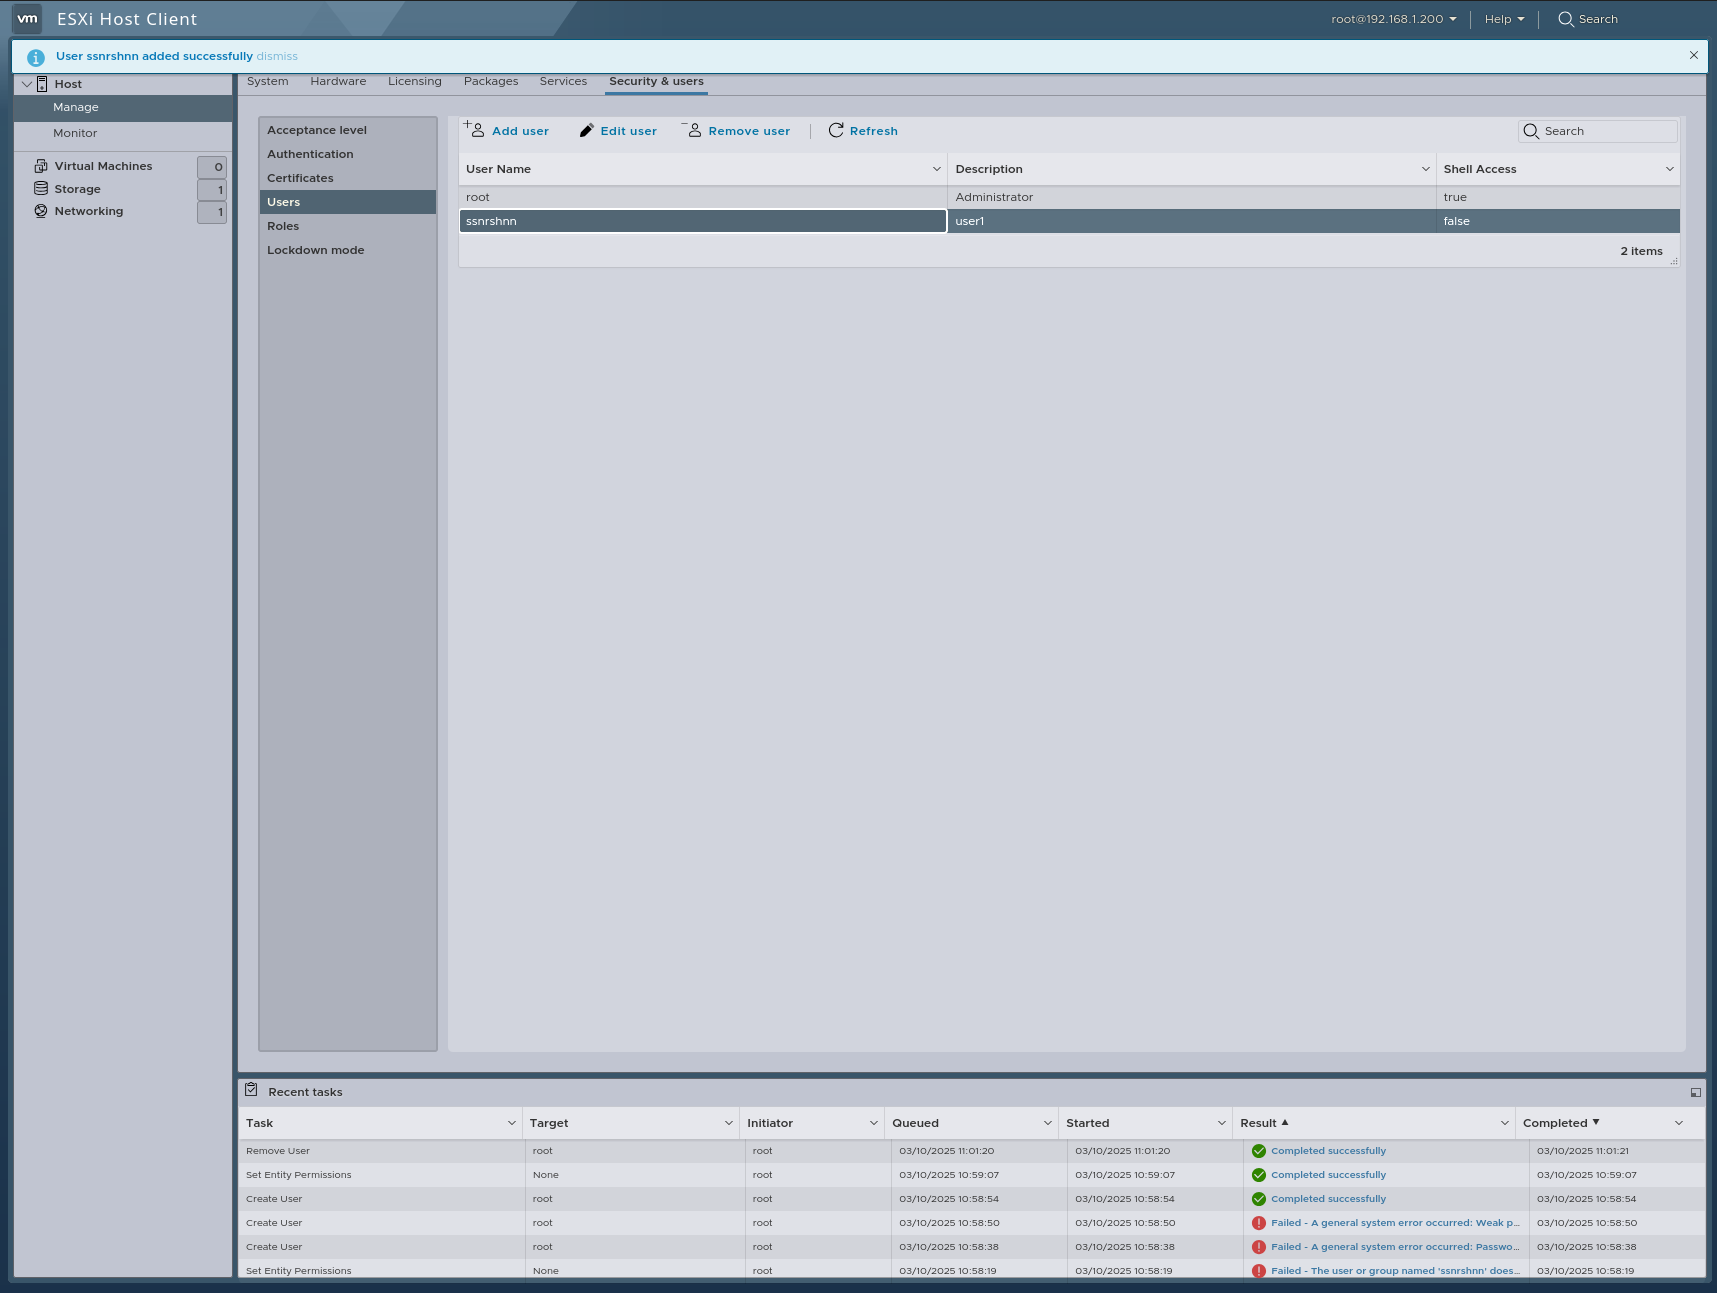 vm ESXi Host Client root@192.168.1.200 Help Search
User ssnrshnn added successfully dismiss
Host
Manage
Monitor
Virtual Machines 0
Storage 1
Networking 1
System Hardware Licensing Packages Services Security & users
Acceptance level
Authentication
Certificates
Users
Roles
Lockdown mode
Add user Edit user Remove user Refresh Search
User Name Description Shell Access
root Administrator true
ssnrshnn user1 false
2 items
Recent tasks
Task Target Initiator Queued Started Result Completed
Remove User root root 03/10/2025 11:01:20 03/10/2025 11:01:20 Completed successfully 03/10/2025 11:01:21
Set Entity Permissions None root 03/10/2025 10:59:07 03/10/2025 10:59:07 Completed successfully 03/10/2025 10:59:07
Create User root root 03/10/2025 10:58:54 03/10/2025 10:58:54 Completed successfully 03/10/2025 10:58:54
Create User root root 03/10/2025 10:58:50 03/10/2025 10:58:50 Failed - A general system error occurred: Weak p... 03/10/2025 10:58:50
Create User root root 03/10/2025 10:58:38 03/10/2025 10:58:38 Failed - A general system error occurred: Passwo... 03/10/2025 10:58:38
Set Entity Permissions None root 03/10/2025 10:58:19 03/10/2025 10:58:19 Failed - The user or group named 'ssnrshnn' does... 03/10/2025 10:58:19